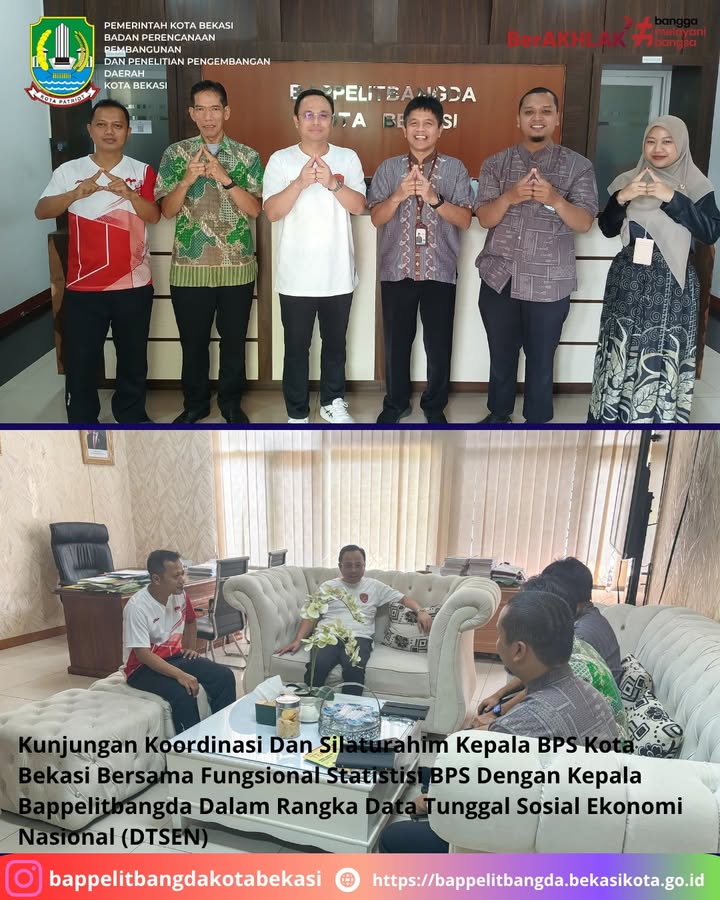 PEMERINTAH KOTA BEKASI
BADAN PERENCANAAN
PEMBANGUNAN
DAN PENELITIAN PENGEMBANGAN
DAERAH
KOTA BEKASI
KOTA PATRIOT
BerAKHLAK
#
bangga
melayani
bangsa
BAPPELITBANGDA
KOTA BEKASI
Kunjungan Koordinasi Dan Silaturahim Kepala BPS Kota
Bekasi Bersama Fungsional Statistisi BPS Dengan Kepala
Bappelitbangda Dalam Rangka Data Tunggal Sosial Ekonomi
Nasional (DTSEN)
bappelitbangdakotabekasi
https://bappelitbangda.bekasikota.go.id